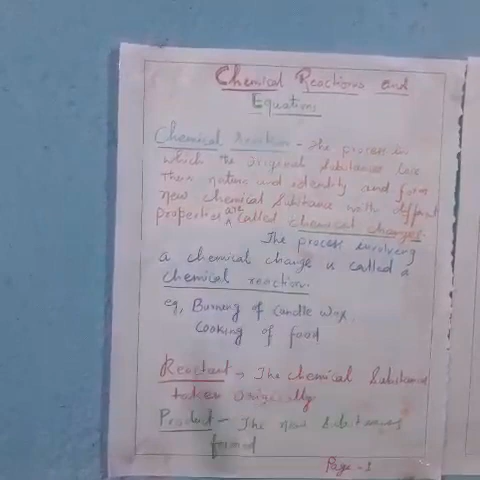 Chemical Reactions and
Equations
Chemical reaction - The process in
which the original substances lose
their nature and identity and form
new chemical substance with different
properties are called chemical changes.
The process involving
a chemical change is called a
chemical reaction.
eg, Burning of candle wax.
Cooking of food
Reactant - The chemical substances
taken origically
Product - The new substances
formed
Page - 1